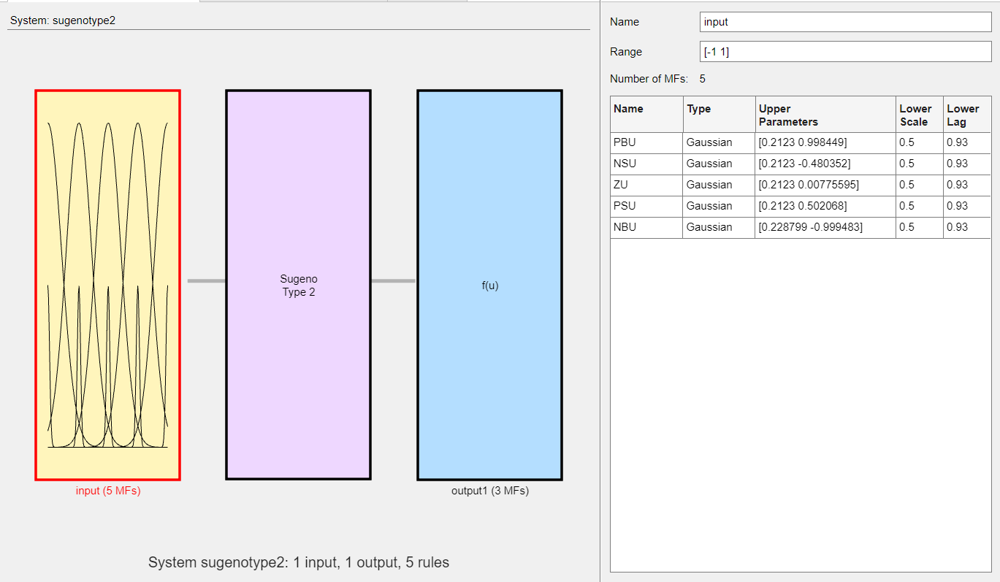 System: sugenotype2
Sugeno
Type 2
f(u)
input (5 MFs)
output1 (3 MFs)
System sugenotype2: 1 input, 1 output, 5 rules
Name input
Range [-1 1]
Number of MFs: 5
Name Type Upper Parameters Lower Scale Lower Lag
PBU Gaussian [0.2123 0.998449] 0.5 0.93
NSU Gaussian [0.2123 -0.480352] 0.5 0.93
ZU Gaussian [0.2123 0.00775595] 0.5 0.93
PSU Gaussian [0.2123 0.502068] 0.5 0.93
NBU Gaussian [0.228799 -0.999483] 0.5 0.93